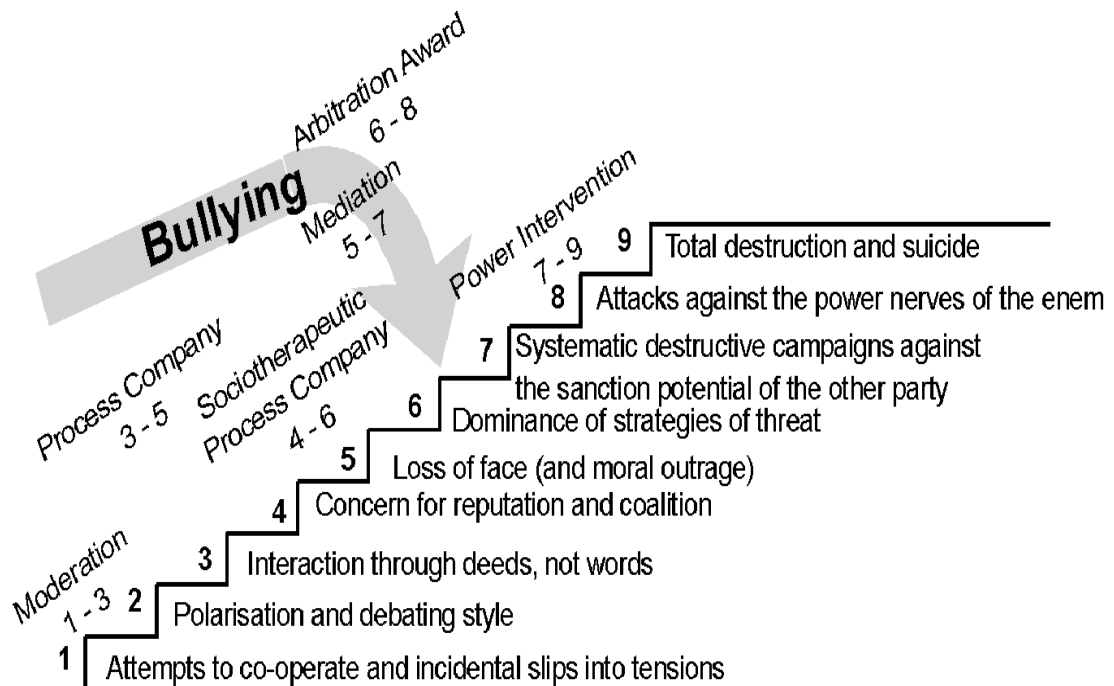 Arbitration Award
6 - 8
Bullying
Mediation
5 - 7
Power Intervention
7 - 9
Process Company
3 - 5
Sociotherapeutic
Process Company
4 - 6
Moderation
1 - 3
9 Total destruction and suicide
8 Attacks against the power nerves of the enem
7 Systematic destructive campaigns against
the sanction potential of the other party
6 Dominance of strategies of threat
5 Loss of face (and moral outrage)
4 Concern for reputation and coalition
3 Interaction through deeds, not words
2 Polarisation and debating style
1 Attempts to co-operate and incidental slips into tensions